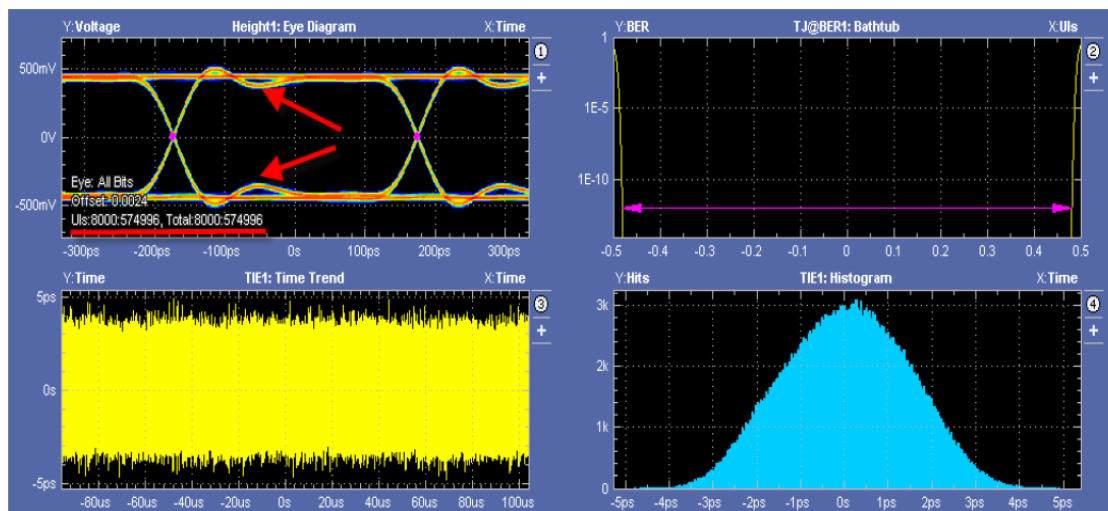 Y:Voltage Height1: Eye Diagram X:Time
1
+
500mV
0V
-500mV
Eye: All Bits
Offset:-0.0024
UIs:8000:574996, Total:8000:574996
-300ps -200ps -100ps 0s 100ps 200ps 300ps
Y:BER TJ@BER1: Bathtub X:UIs
2
+
1
1E-5
1E-10
-0.5 -0.4 -0.3 -0.2 -0.1 0 0.1 0.2 0.3 0.4 0.5
Y:Time TIE1: Time Trend X:Time
3
+
5ps
0s
-5ps
-80us -60us -40us -20us 0s 20us 40us 60us 80us 100us
Y:Hits TIE1: Histogram X:Time
4
+
3k
2k
1k
0
-5ps -4ps -3ps -2ps -1ps 0s 1ps 2ps 3ps 4ps 5ps